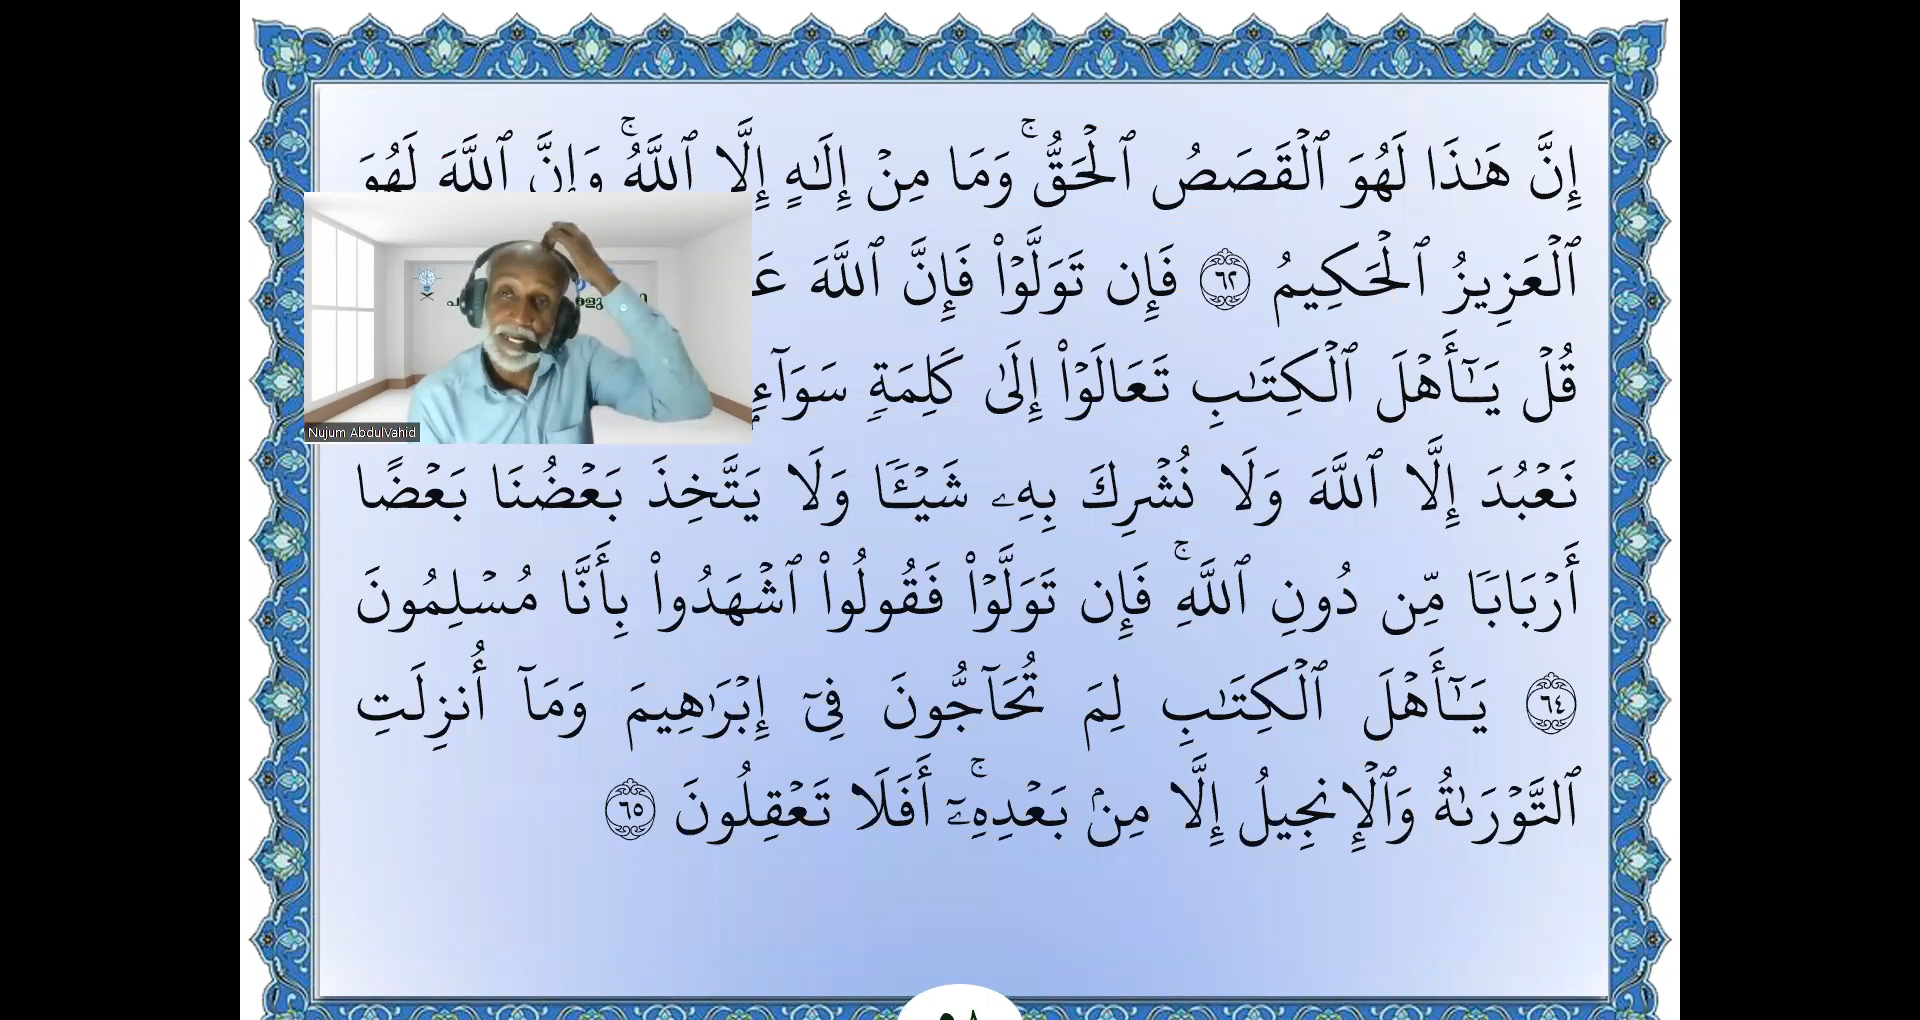 إِنَّ هَـٰذَا لَهُوَ ٱلْقَصَصُ ٱلْحَقُّ ۚ وَمَا مِنْ إِلَـٰهٍ إِلَّا ٱللَّهُ ۚ وَإِنَّ ٱللَّهَ لَهُوَ
ٱلْعَزِيزُ ٱلْحَكِيمُ ٦٢ فَإِن تَوَلَّوْا۟ فَإِنَّ ٱللَّهَ
قُلْ يَـٰٓأَهْلَ ٱلْكِتَـٰبِ تَعَالَوْا۟ إِلَىٰ كَلِمَةٍ سَوَآءٍ
نَعْبُدَ إِلَّا ٱللَّهَ وَلَا نُشْرِكَ بِهِۦ شَيْـًٔا وَلَا يَتَّخِذَ بَعْضُنَا بَعْضًا
أَرْبَابًا مِّن دُونِ ٱللَّهِ ۚ فَإِن تَوَلَّوْا۟ فَقُولُوا۟ ٱشْهَدُوا۟ بِأَنَّا مُسْلِمُونَ
٦٤ يَـٰٓأَهْلَ ٱلْكِتَـٰبِ لِمَ تُحَآجُّونَ فِىٓ إِبْرَٰهِيمَ وَمَآ أُنزِلَتِ
ٱلتَّوْرَىٰةُ وَٱلْإِنجِيلُ إِلَّا مِنۢ بَعْدِهِۦٓ ۚ أَفَلَا تَعْقِلُونَ ٦٥
Nujum AbdulVahid